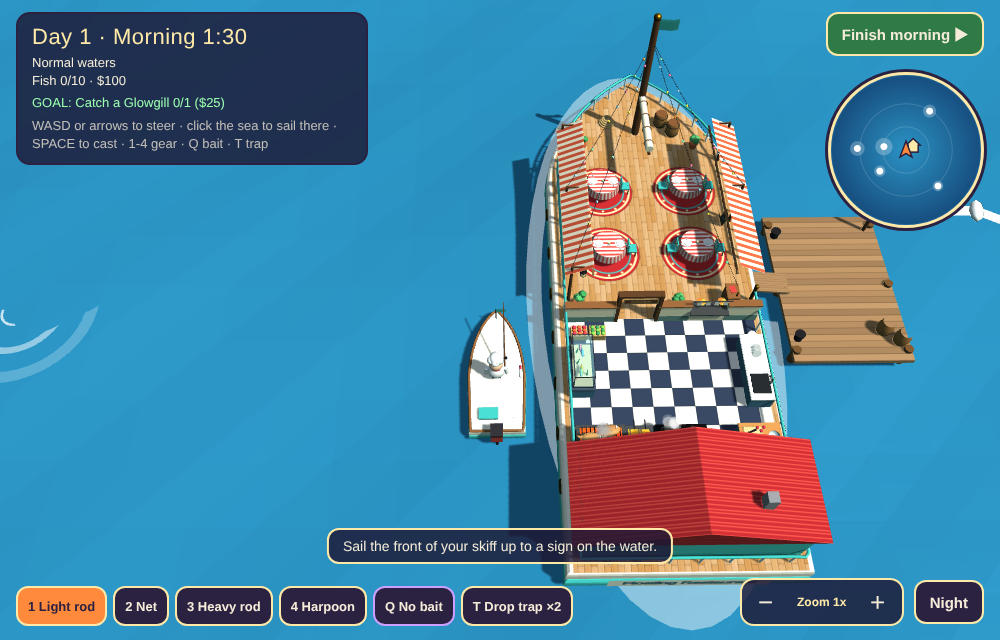 Day 1 · Morning 1:30
Normal waters
Fish 0/10 · $100
GOAL: Catch a Glowgill 0/1 ($25)
WASD or arrows to steer · click the sea to sail there ·
SPACE to cast · 1-4 gear · Q bait · T trap
Finish morning ▶
Sail the front of your skiff up to a sign on the water.
1 Light rod
2 Net
3 Heavy rod
4 Harpoon
Q No bait
T Drop trap ×2
− Zoom 1x +
Night